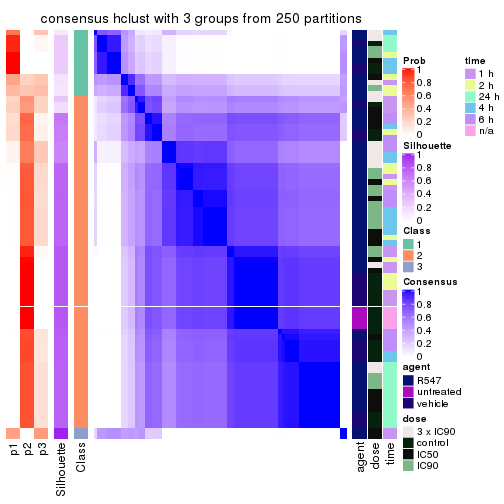 consensus hclust with 3 groups from 250 partitions
Prob
1
0.8
0.6
0.4
0.2
0
time
1 h
2 h
24 h
4 h
6 h
n/a
Silhouette
1
0.8
0.6
0.4
0.2
0
Class
1
2
3
Consensus
1
0.8
0.6
0.4
0.2
0
agent
R547
untreated
vehicle
dose
3 x IC90
control
IC50
IC90
p1
p2
p3
Silhouette
Class
agent
dose
time